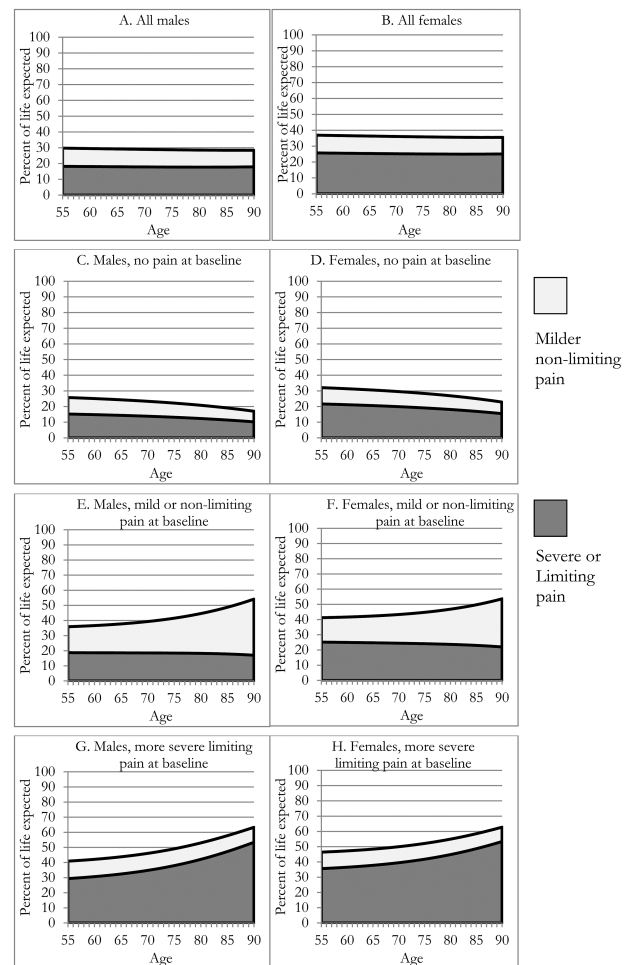 A. All males
Percent of life expected
100
90
80
70
60
50
40
30
20
10
0
55 60 65 70 75 80 85 90
Age
B. All females
Percent of life expected
100
90
80
70
60
50
40
30
20
10
0
55 60 65 70 75 80 85 90
Age
C. Males, no pain at baseline
Percent of life expected
100
90
80
70
60
50
40
30
20
10
0
55 60 65 70 75 80 85 90
Age
D. Females, no pain at baseline
Percent of life expected
100
90
80
70
60
50
40
30
20
10
0
55 60 65 70 75 80 85 90
Age
Milder
non-limiting
pain
E. Males, mild or non-limiting
pain at baseline
Percent of life expected
100
90
80
70
60
50
40
30
20
10
0
55 60 65 70 75 80 85 90
Age
F. Females, mild or non-limiting
pain at baseline
Percent of life expected
100
90
80
70
60
50
40
30
20
10
0
55 60 65 70 75 80 85 90
Age
Severe or
Limiting
pain
G. Males, more severe limiting
pain at baseline
Percent of life expected
100
90
80
70
60
50
40
30
20
10
0
55 60 65 70 75 80 85 90
Age
H. Females, more severe
limiting pain at baseline
Percent of life expected
100
90
80
70
60
50
40
30
20
10
0
55 60 65 70 75 80 85 90
Age